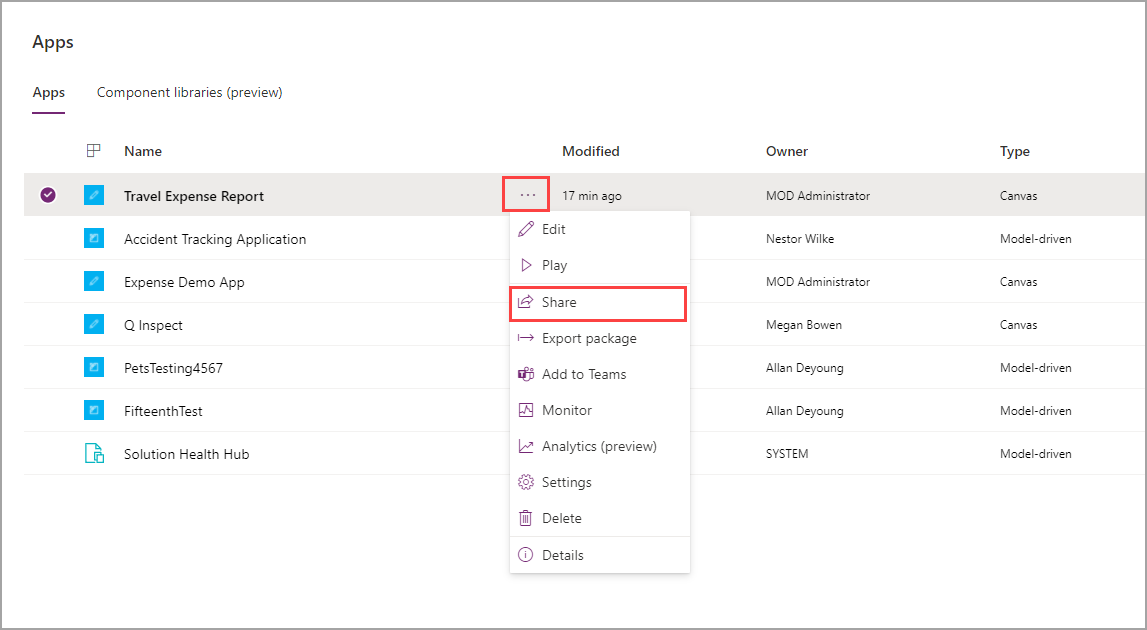 Apps
Apps Component libraries (preview)
Name Modified Owner Type
Travel Expense Report ... 17 min ago MOD Administrator Canvas
Edit
Accident Tracking Application Nestor Wilke Model-driven
Play
Expense Demo App MOD Administrator Canvas
Share
Q Inspect Megan Bowen Canvas
Export package
PetsTesting4567 Allan Deyoung Model-driven
Add to Teams
FifteenthTest Monitor Allan Deyoung Model-driven
Analytics (preview)
Solution Health Hub SYSTEM Model-driven
Settings
Delete
Details